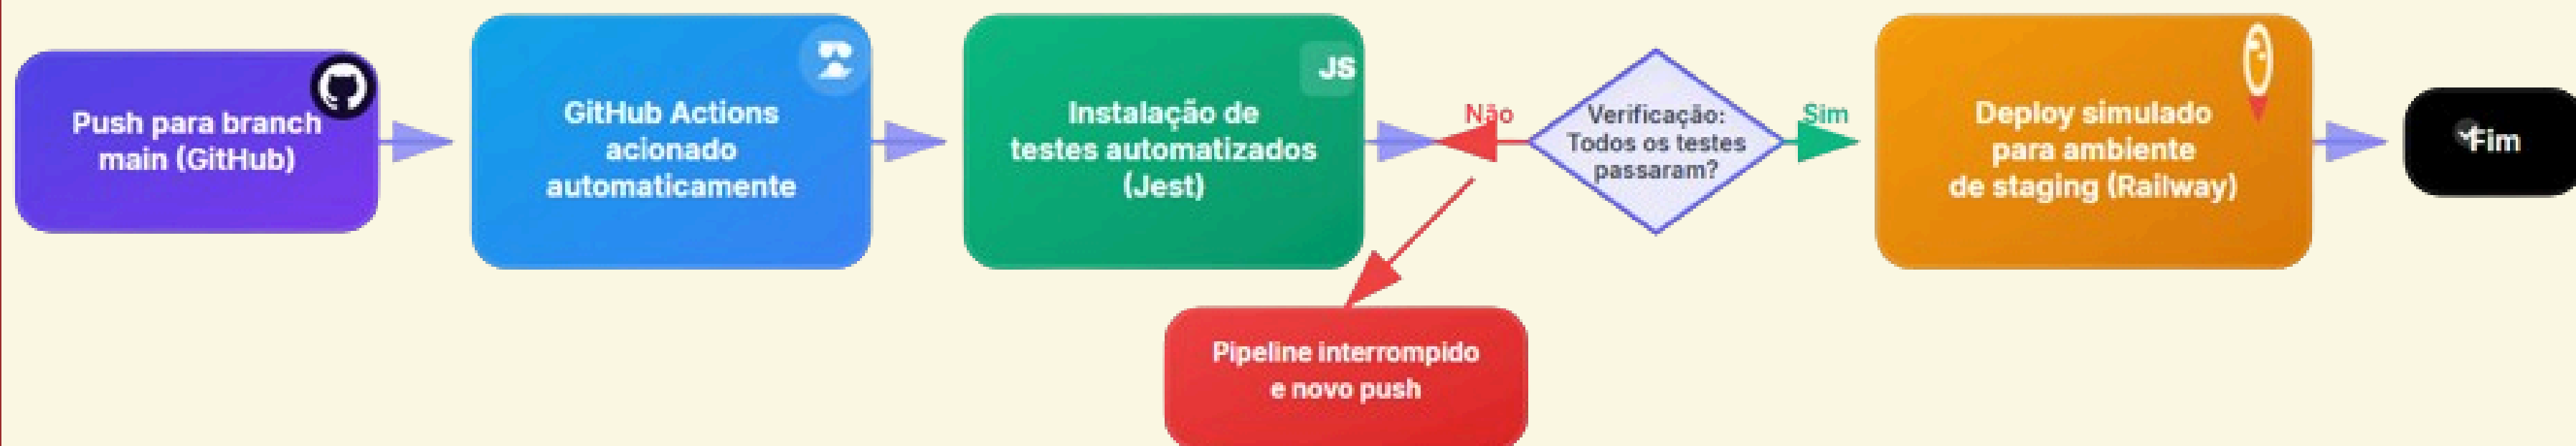 Push para branch
main (GitHub)
GitHub Actions
acionado
automaticamente
JS
Instalação de
testes automatizados
(Jest)
Não
Verificação:
Todos os testes
passaram?
Sim
Deploy simulado
para ambiente
de staging (Railway)
Fim
Pipeline interrompido
e novo push